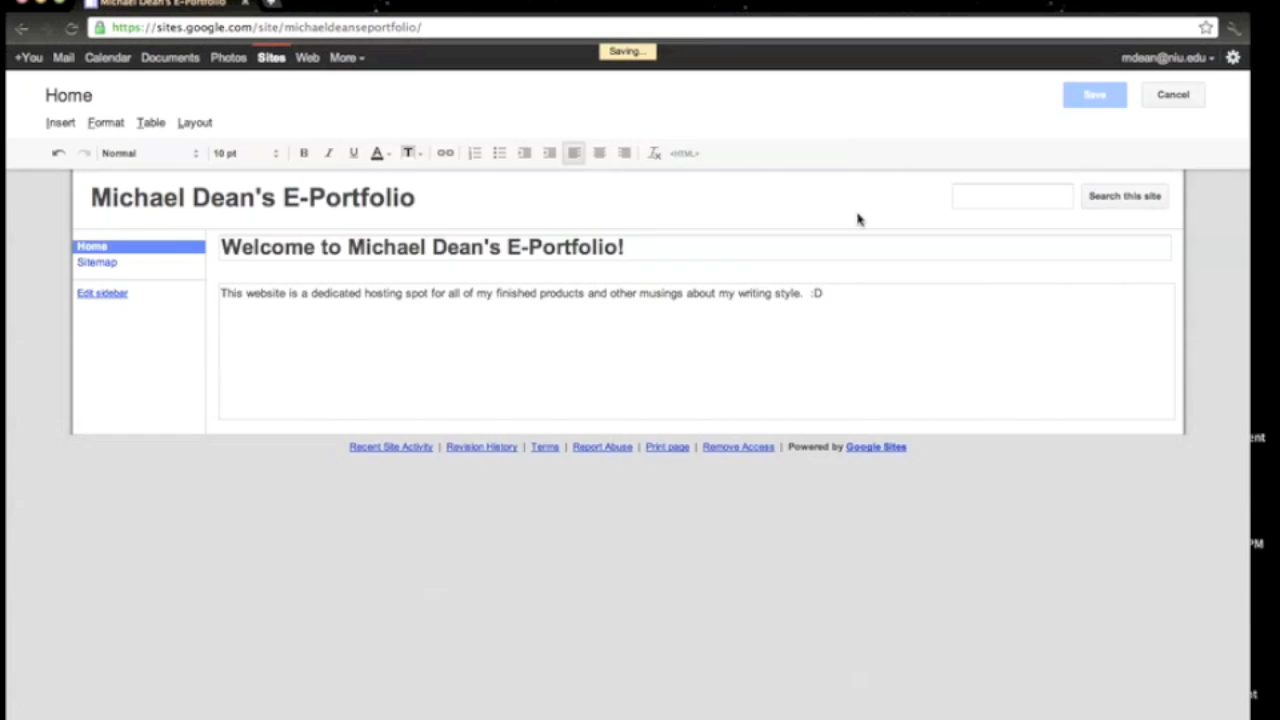 Michael Dean's E-Portfolio
https://sites.google.com/site/michaeldeanseportfolio/
+You Mail Calendar Documents Photos Sites Web More
Saving...
mdean@niu.edu
Home
Save Cancel
Insert Format Table Layout
Normal 10 pt B I U A T <HTML>
Michael Dean's E-Portfolio
Search this site
Home
Welcome to Michael Dean's E-Portfolio!
Sitemap
Edit sidebar
This website is a dedicated hosting spot for all of my finished products and other musings about my writing style. :D
Recent Site Activity | Revision History | Terms | Report Abuse | Print page | Remove Access | Powered by Google Sites